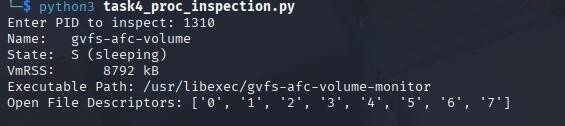 └─$ python3 task4_proc_inspection.py
Enter PID to inspect: 1310
Name:   gvfs-afc-volume
State:  S (sleeping)
VmRSS:      8792 kB
Executable Path: /usr/libexec/gvfs-afc-volume-monitor
Open File Descriptors: ['0', '1', '2', '3', '4', '5', '6', '7']